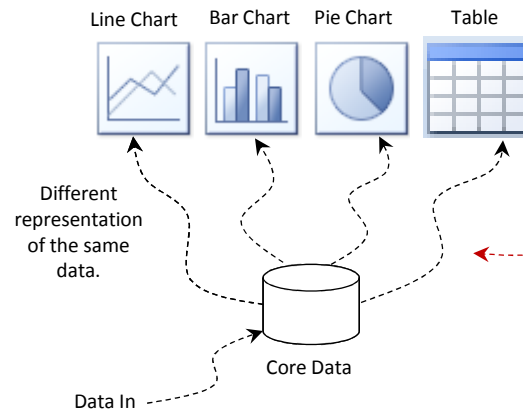 Line Chart
Bar Chart
Pie Chart
Table
Different
representation
of the same
data.
Core Data
Data In